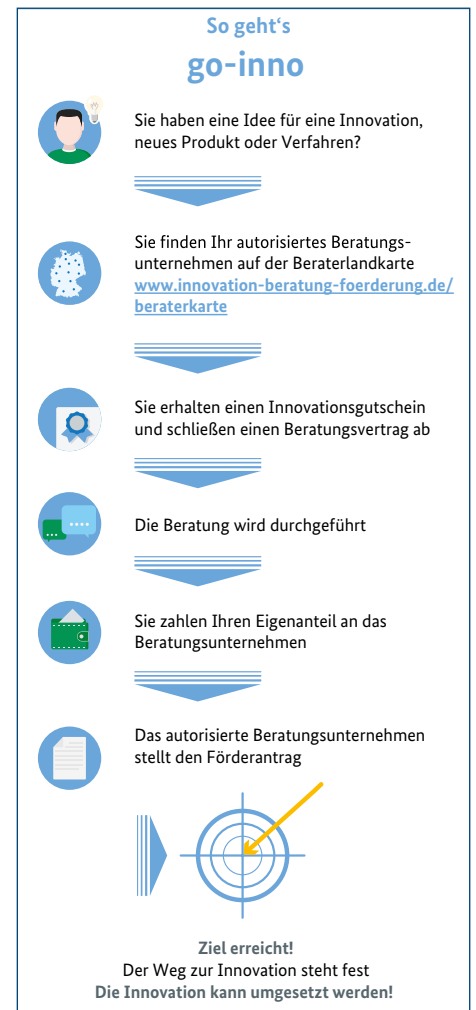 So geht‘s
go-inno
Sie haben eine Idee für eine Innovation,
neues Produkt oder Verfahren?
Sie finden Ihr autorisiertes Beratungs-
unternehmen auf der Beraterlandkarte
www.innovation-beratung-foerderung.de/
beraterkarte
Sie erhalten einen Innovationsgutschein
und schließen einen Beratungsvertrag ab
Die Beratung wird durchgeführt
Sie zahlen Ihren Eigenanteil an das
Beratungsunternehmen
Das autorisierte Beratungsunternehmen
stellt den Förderantrag
Ziel erreicht!
Der Weg zur Innovation steht fest
Die Innovation kann umgesetzt werden!